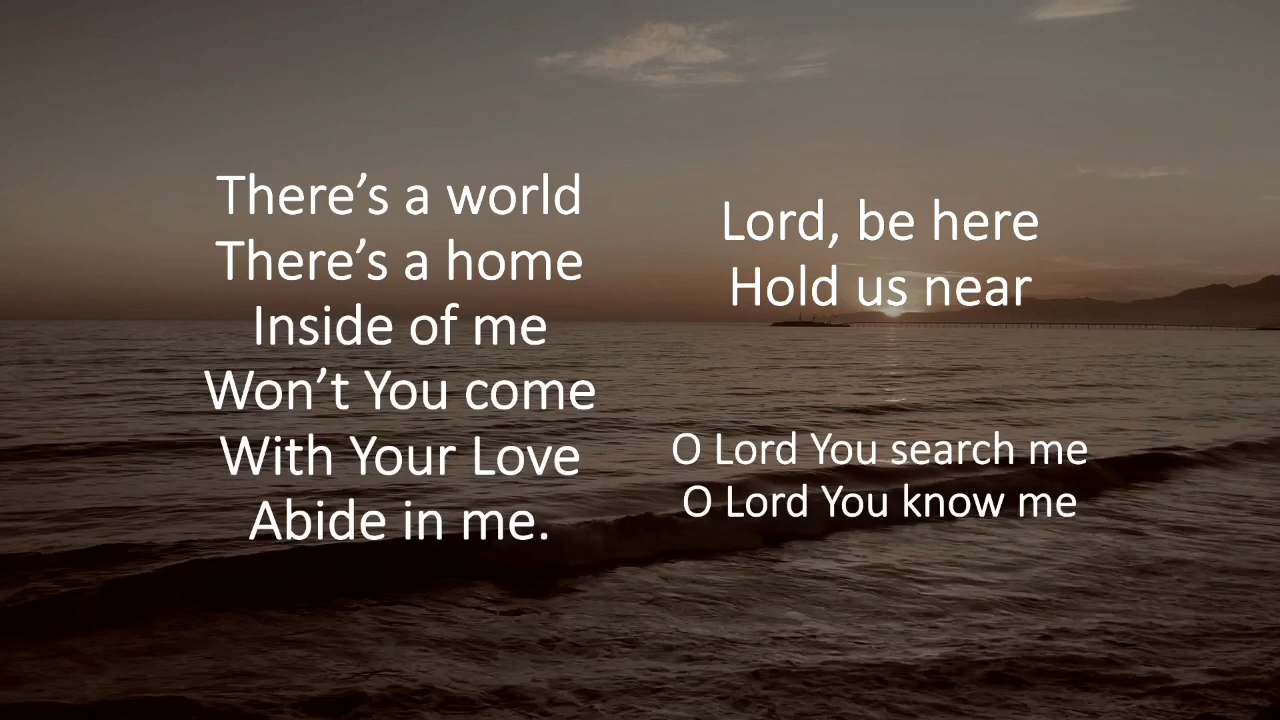 There’s a world
There’s a home
Inside of me
Won’t You come
With Your Love
Abide in me.
Lord, be here
Hold us near
O Lord You search me
O Lord You know me